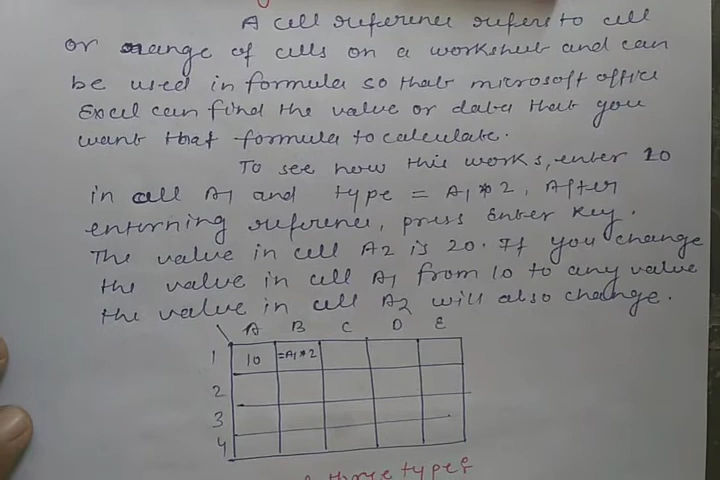 A cell reference refers to cell
or range of cells on a worksheet and can
be used in formula so that microsoft office
Excel can find the value or data that you
want that formula to calculate.
To see how this works, enter 10
in cell A1 and type = A1*2, After
enterning reference, press Enter Key.
The value in cell A2 is 20. If you change
the value in cell A1 from 10 to any value
the value in cell A2 will also change.
A B C D E
1 10 =A1*2
2
3
4
three types